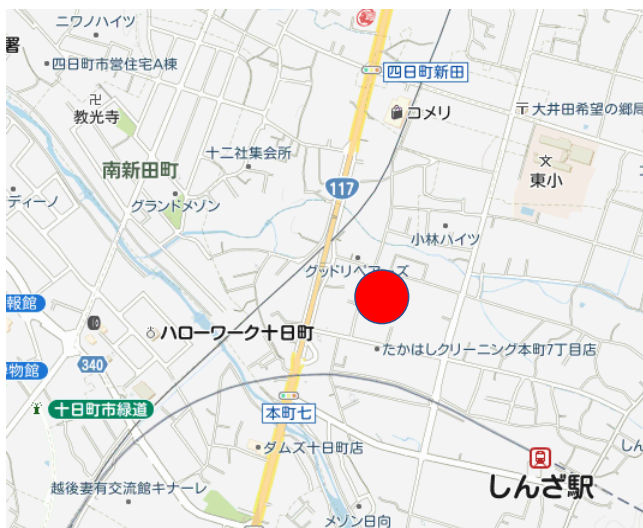 ニワノハイツ
署
四日町市営住宅A棟
四日町新田
卍
教光寺
コメリ
〒大井田希望の郷局
十二社集会所
文
東小
南新田町
117
ディーノ
グランドメゾン
小林ハイツ
グッドリペアーズ
報館
ハローワーク十日町
たかはしクリーニング本町7丁目店
340
物館
十日町市緑道
本町七
ダムズ十日町店
しん
しんざ駅
越後妻有交流館キナーレ
メゾン日向